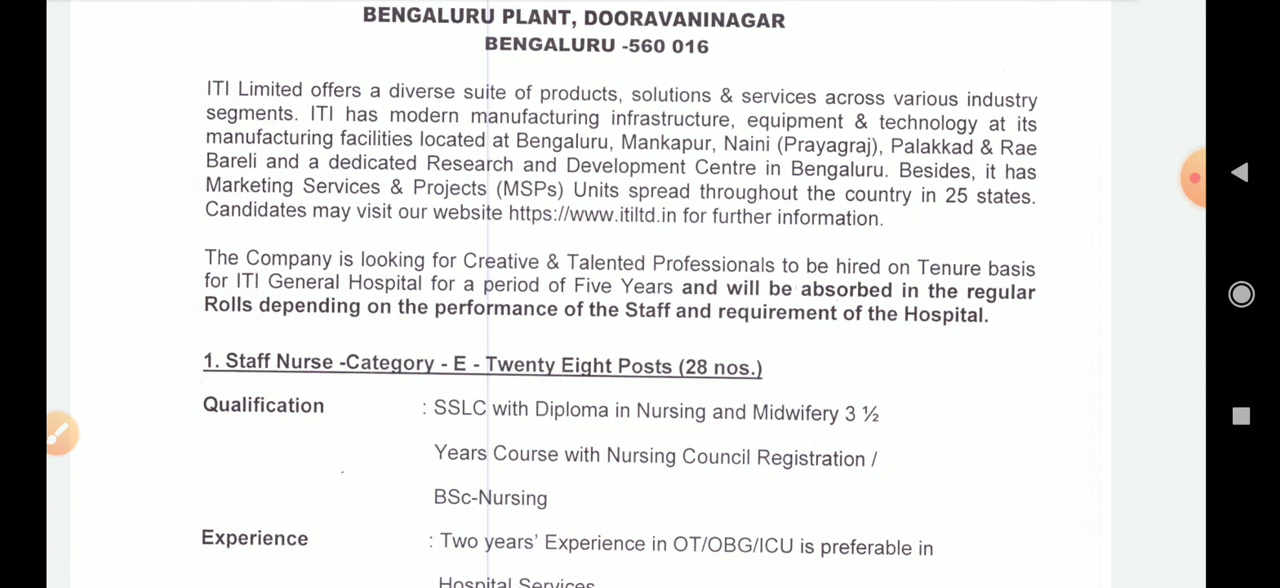 BENGALURU PLANT, DOORAVANINAGAR
BENGALURU -560 016
ITI Limited offers a diverse suite of products, solutions & services across various industry
segments. ITI has modern manufacturing infrastructure, equipment & technology at its
manufacturing facilities located at Bengaluru, Mankapur, Naini (Prayagraj), Palakkad & Rae
Bareli and a dedicated Research and Development Centre in Bengaluru. Besides, it has
Marketing Services & Projects (MSPs) Units spread throughout the country in 25 states.
Candidates may visit our website https://www.itiltd.in for further information.
The Company is looking for Creative & Talented Professionals to be hired on Tenure basis
for ITI General Hospital for a period of Five Years and will be absorbed in the regular
Rolls depending on the performance of the Staff and requirement of the Hospital.
1. Staff Nurse -Category - E - Twenty Eight Posts (28 nos.)
Qualification : SSLC with Diploma in Nursing and Midwifery 3 ½
Years Course with Nursing Council Registration /
BSc-Nursing
Experience : Two years' Experience in OT/OBG/ICU is preferable in
Hospital Services